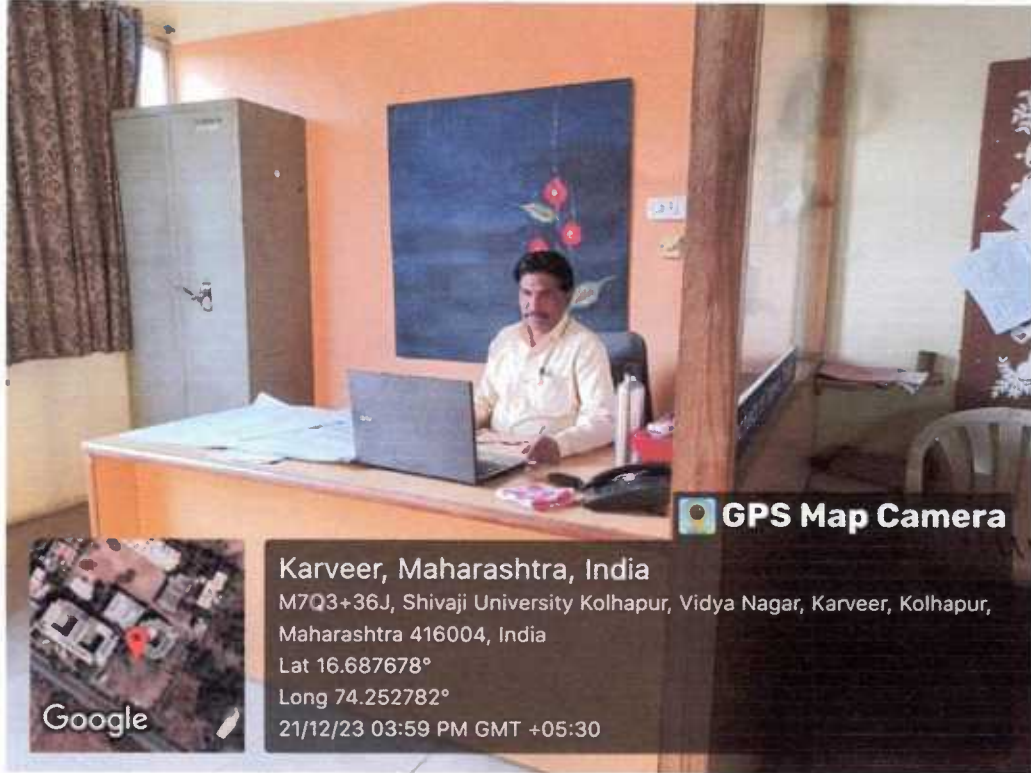 GPS Map Camera
Karveer, Maharashtra, India
M7Q3+36J, Shivaji University Kolhapur, Vidya Nagar, Karveer, Kolhapur,
Maharashtra 416004, India
Lat 16.687678°
Long 74.252782°
21/12/23 03:59 PM GMT +05:30
Google